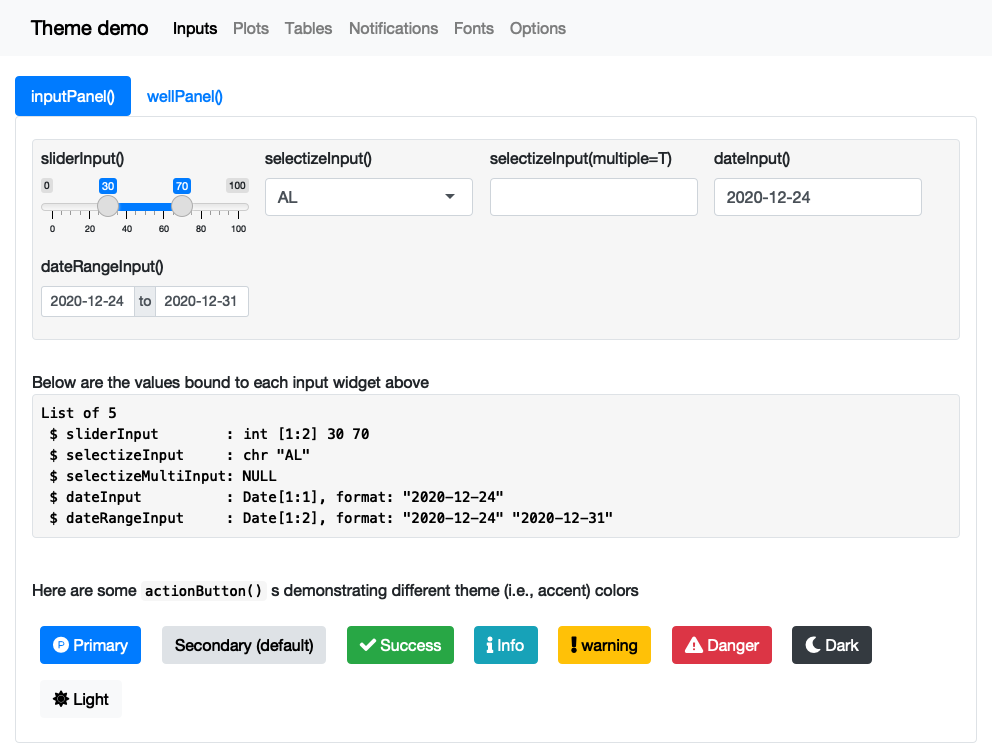 Theme demo Inputs Plots Tables Notifications Fonts Options
inputPanel() wellPanel()
sliderInput() selectizeInput() selectizeInput(multiple=T) dateInput()
0 30 70 100
AL 2020-12-24
0 20 40 60 80 100
dateRangeInput()
2020-12-24 to 2020-12-31
Below are the values bound to each input widget above
List of 5
 $ sliderInput        : int [1:2] 30 70
 $ selectizeInput     : chr "AL"
 $ selectizeMultiInput: NULL
 $ dateInput          : Date[1:1], format: "2020-12-24"
 $ dateRangeInput     : Date[1:2], format: "2020-12-24" "2020-12-31"
Here are some actionButton() s demonstrating different theme (i.e., accent) colors
P Primary Secondary (default) Success Info warning Danger Dark
Light